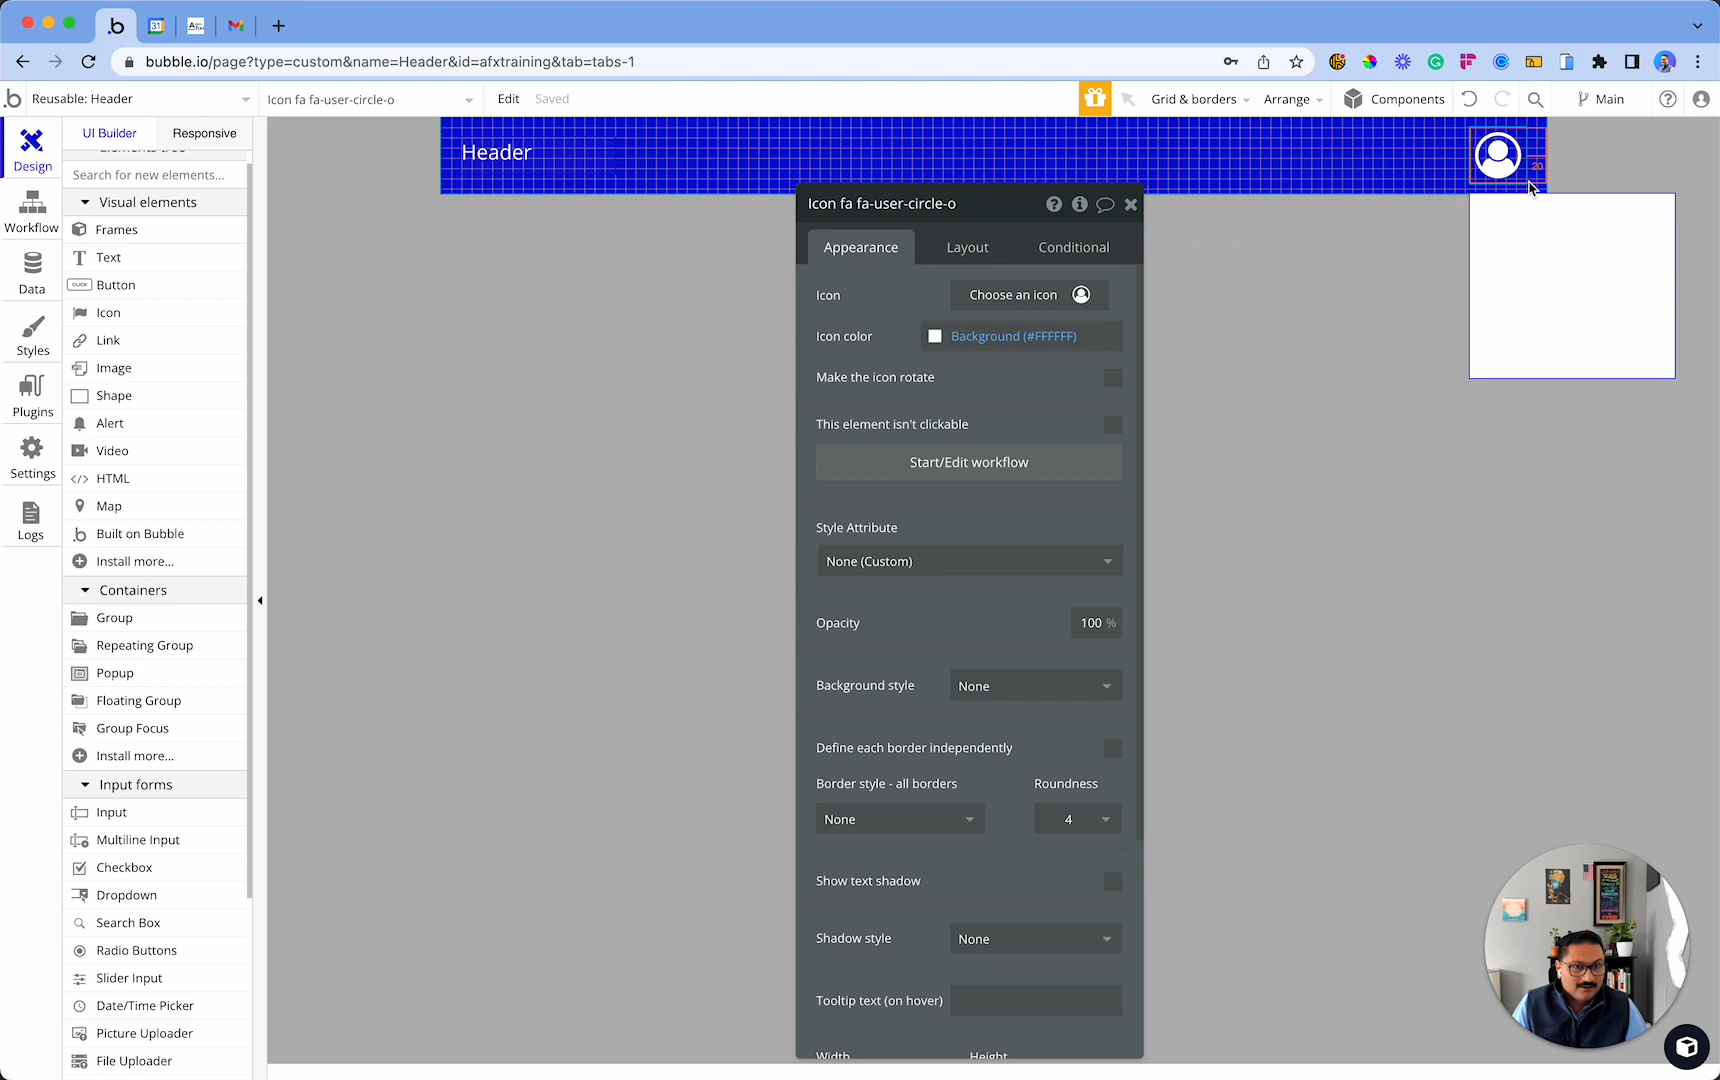 bubble.io/page?type=custom&name=Header&id=afxtraining&tab=tabs-1
Reusable: Header
Icon fa fa-user-circle-o
Edit
Saved
Grid & borders
Arrange
Components
Main
Design
Workflow
Data
Styles
Plugins
Settings
Logs
UI Builder
Responsive
Search for new elements...
Visual elements
Frames
Text
CLICK Button
Icon
Link
Image
Shape
Alert
Video
HTML
Map
Built on Bubble
Install more...
Containers
Group
Repeating Group
Popup
Floating Group
Group Focus
Install more...
Input forms
Input
Multiline Input
Checkbox
Dropdown
Search Box
Radio Buttons
Slider Input
Date/Time Picker
Picture Uploader
File Uploader
Header
20
Icon fa fa-user-circle-o
Appearance
Layout
Conditional
Icon
Choose an icon
Icon color
Background (#FFFFFF)
Make the icon rotate
This element isn't clickable
Start/Edit workflow
Style Attribute
None (Custom)
Opacity
100 %
Background style
None
Define each border independently
Border style - all borders
Roundness
None
4
Show text shadow
Shadow style
None
Tooltip text (on hover)
Width
Height